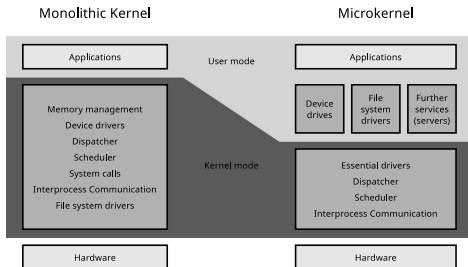 Monolithic Kernel
Microkernel
Applications
User mode
Applications
Device
drives
File
system
drivers
Further
services
(servers)
Memory management
Device drivers
Dispatcher
Scheduler
System calls
Interprocess Communication
File system drivers
Kernel mode
Essential drivers
Dispatcher
Scheduler
Interprocess Communication
Hardware
Hardware